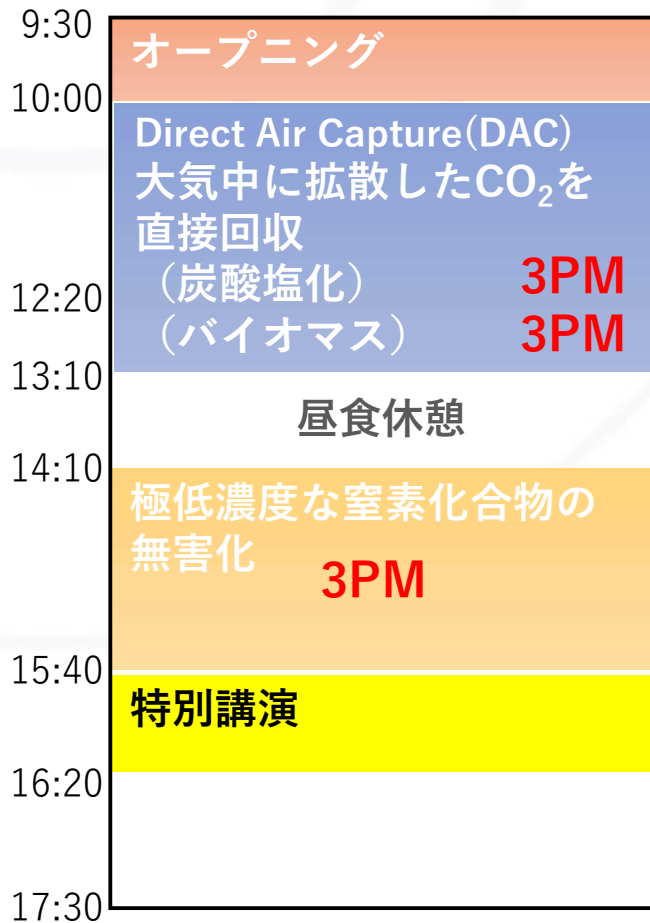 9:30
オープニング
10:00
Direct Air Capture(DAC)
大気中に拡散したCO₂を
直接回収
（炭酸塩化） 3PM
12:20
（バイオマス） 3PM
13:10
昼食休憩
14:10
極低濃度な窒素化合物の
無害化
3PM
15:40
特別講演
16:20
17:30